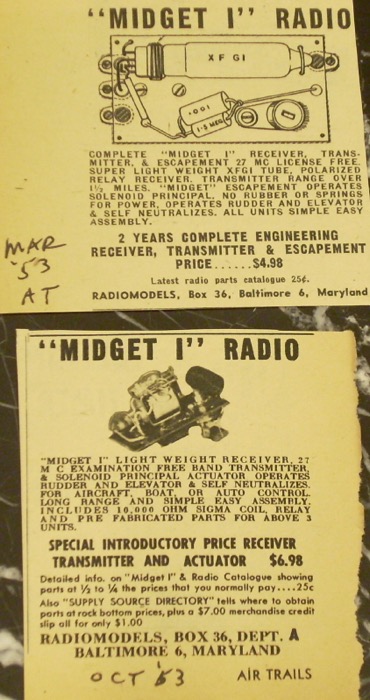 “MIDGET I” RADIO
XFG1
.001
1-5 MEG
COMPLETE "MIDGET I" RECEIVER, TRANS-
MITTER, & ESCAPEMENT 27 MC LICENSE FREE.
SUPER LIGHT WEIGHT XFGI TUBE, POLARIZED
RELAY RECEIVER. TRANSMITTER RANGE OVER
1½ MILES. "MIDGET" ESCAPEMENT OPERATES
SOLENOID PRINCIPAL. NO RUBBER OR SPRINGS
FOR POWER. OPERATES RUDDER AND ELEVATOR
& SELF NEUTRALIZES. ALL UNITS SIMPLE EASY
ASSEMBLY.
2 YEARS COMPLETE ENGINEERING
RECEIVER, TRANSMITTER & ESCAPEMENT
PRICE......$4.98
Latest radio parts catalogue 25¢.
RADIOMODELS, Box 36, Baltimore 6, Maryland
MAR
'53
AT
“MIDGET I” RADIO
"MIDGET I" LIGHT WEIGHT RECEIVER, 27
M C EXAMINATION FREE BAND TRANSMITTER,
& SOLENOID PRINCIPAL ACTUATOR OPERATES
RUDDER AND ELEVATOR & SELF NEUTRALIZES.
FOR AIRCRAFT, BOAT, OR AUTO CONTROL.
LONG RANGE AND SIMPLE EASY ASSEMBLY.
INCLUDES 10,000 OHM SIGMA COIL, RELAY
AND PRE FABRICATED PARTS FOR ABOVE 3
UNITS.
SPECIAL INTRODUCTORY PRICE RECEIVER
TRANSMITTER AND ACTUATOR $6.98
Detailed info. on "Midget I" & Radio Catalogue showing
parts at ½ to ¼ the prices that you normally pay....25c
Also "SUPPLY SOURCE DIRECTORY" tells where to obtain
parts at rock bottom prices, plus a $7.00 merchandise credit
slip all for only $1.00
RADIOMODELS, BOX 36, DEPT. A
BALTIMORE 6, MARYLAND
OCT '53 AIR TRAILS